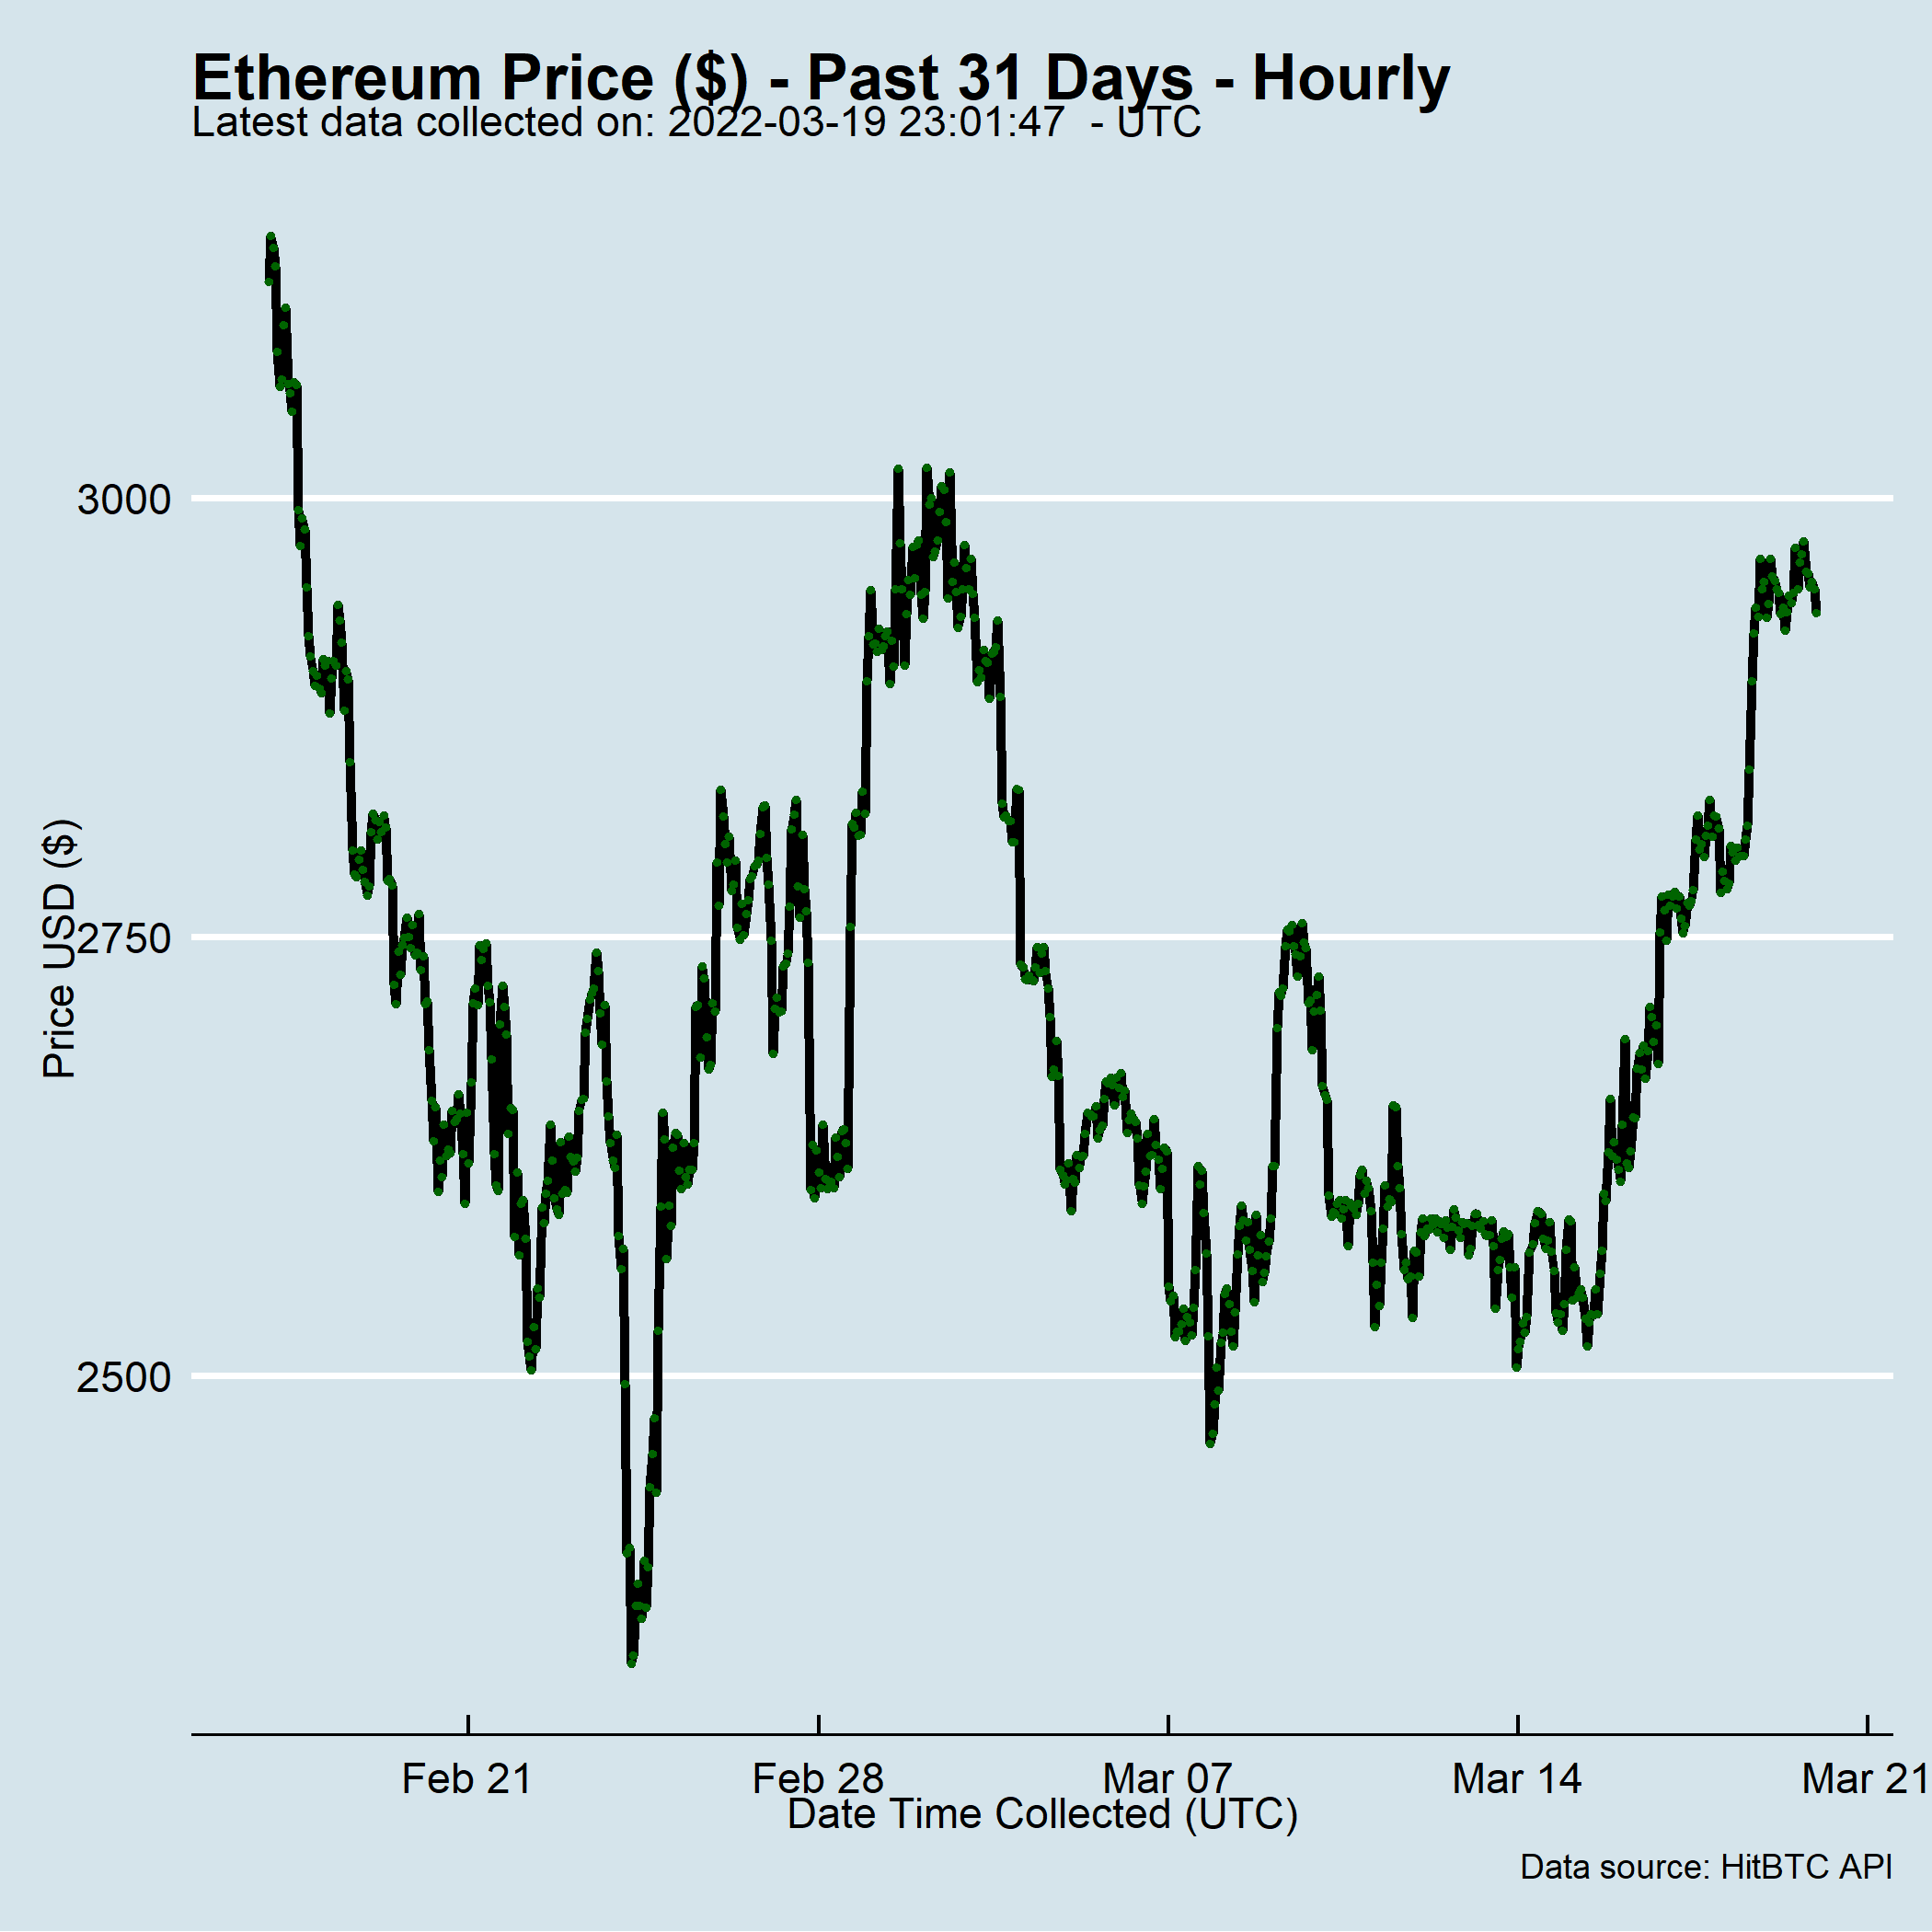 Ethereum Price ($) - Past 31 Days - Hourly
Latest data collected on: 2022-03-19 23:01:47  - UTC
Price USD ($)
3000
2750
2500
Feb 21
Feb 28
Mar 07
Mar 14
Mar 21
Date Time Collected (UTC)
Data source: HitBTC API